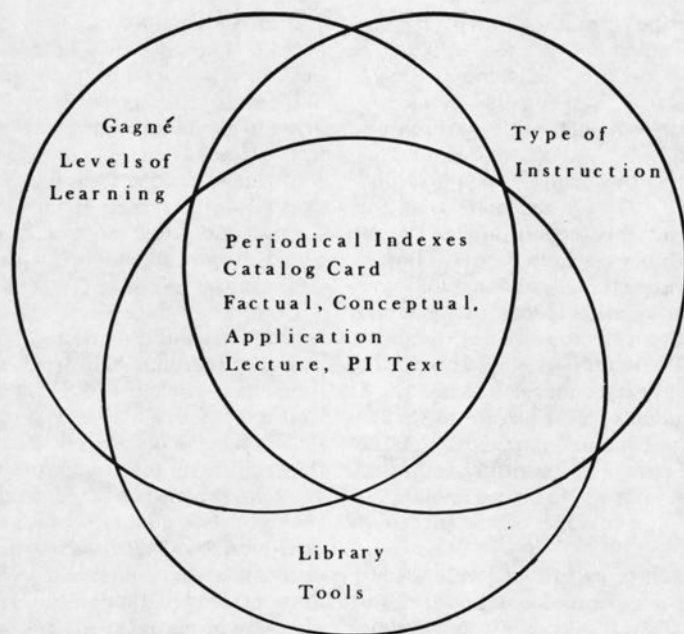 Gagné
Levels of
Learning
Type of
Instruction
Periodical Indexes
Catalog Card
Factual, Conceptual,
Application
Lecture, PI Text
Library
Tools